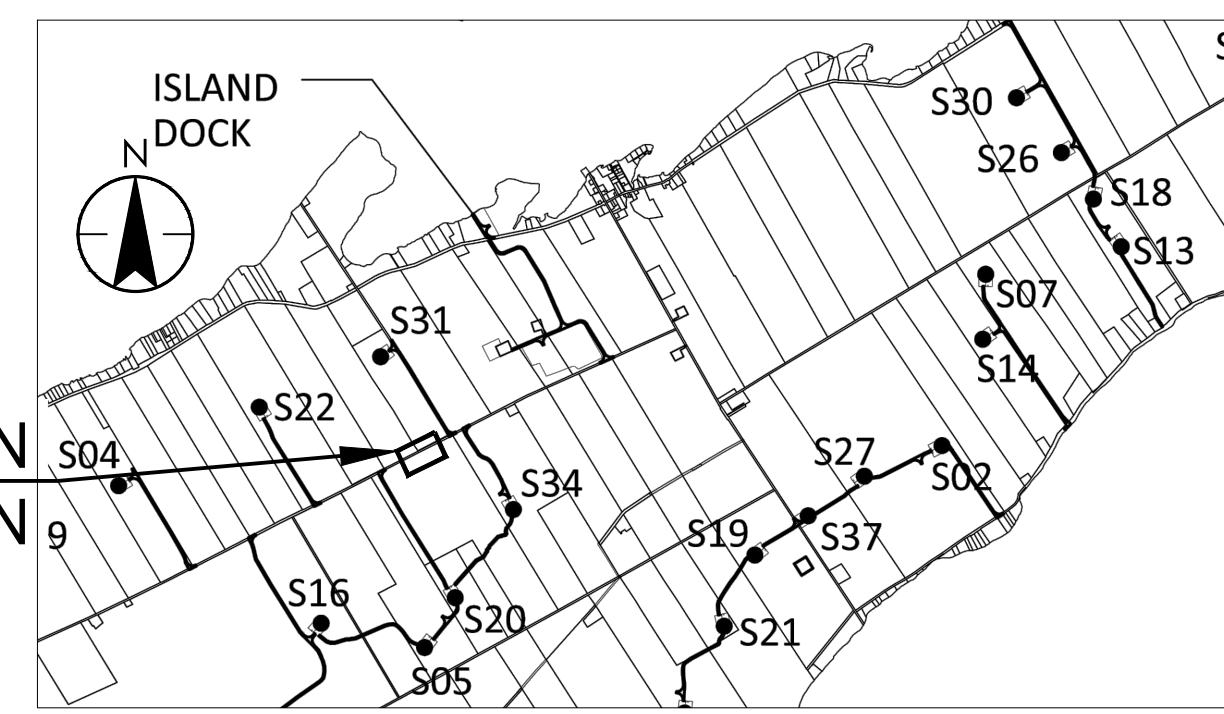 S
ISLAND
DOCK
N
S30
S26
S18
S13
S07
S31
S14
S22
N
S04
S27
S02
S34
N
9
S19
S37
S16
S20
S21
S05